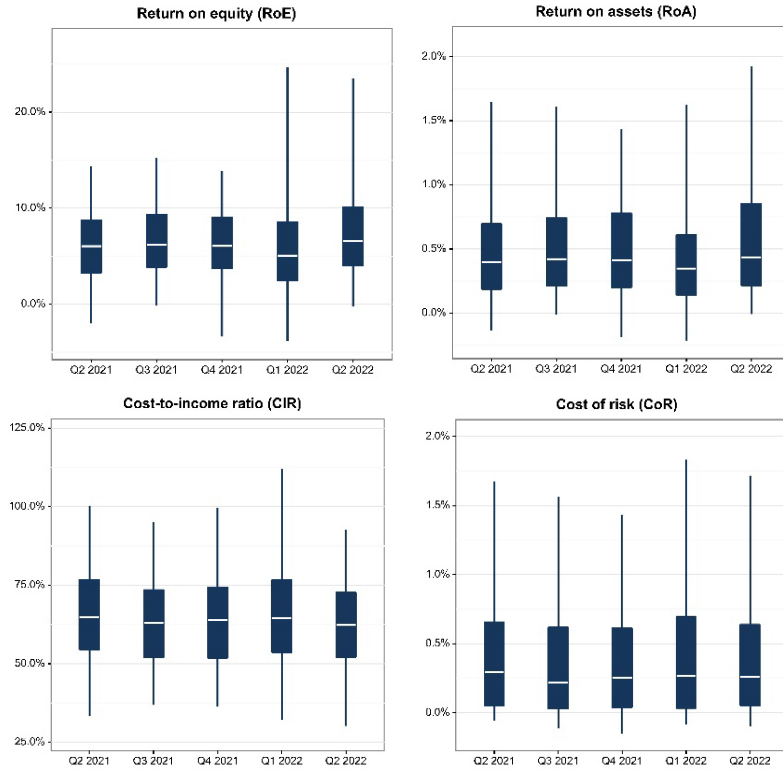 Return on equity (RoE)
20.0%
10.0%
0.0%
Q2 2021 Q3 2021 Q4 2021 Q1 2022 Q2 2022
Return on assets (RoA)
2.0%
1.5%
1.0%
0.5%
0.0%
Q2 2021 Q3 2021 Q4 2021 Q1 2022 Q2 2022
Cost-to-income ratio (CIR)
125.0%
100.0%
75.0%
50.0%
25.0%
Q2 2021 Q3 2021 Q4 2021 Q1 2022 Q2 2022
Cost of risk (CoR)
2.0%
1.5%
1.0%
0.5%
0.0%
Q2 2021 Q3 2021 Q4 2021 Q1 2022 Q2 2022